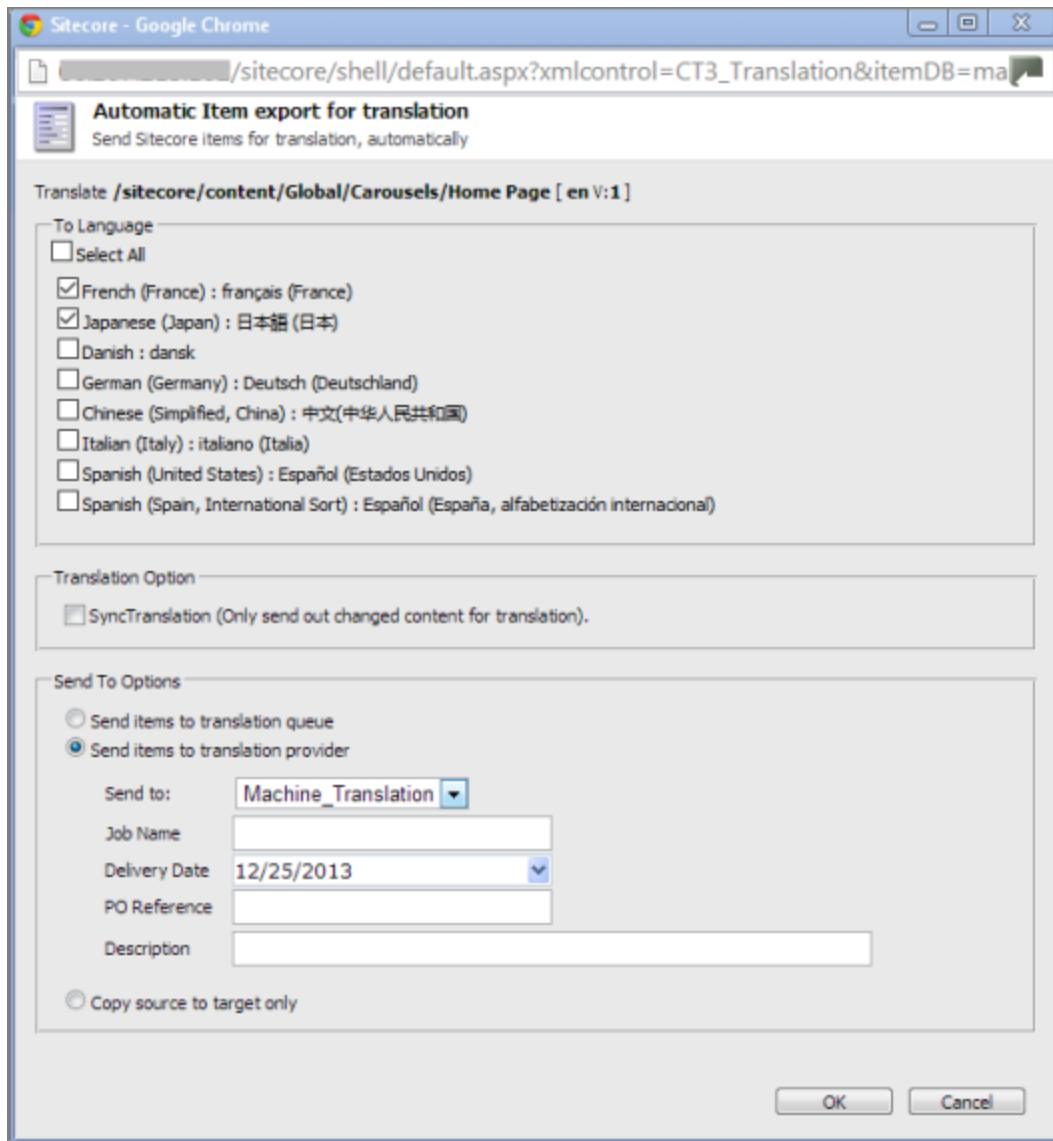 Sitecore - Google Chrome
/sitecore/shell/default.aspx?xmlcontrol=CT3_Translation&itemDB=ma
Automatic Item export for translation
Send Sitecore items for translation, automatically
Translate /sitecore/content/Global/Carousels/Home Page [ en V:1 ]
To Language
Select All
French (France) : français (France)
Japanese (Japan) : 日本語 (日本)
Danish : dansk
German (Germany) : Deutsch (Deutschland)
Chinese (Simplified, China) : 中文(中华人民共和国)
Italian (Italy) : italiano (Italia)
Spanish (United States) : Español (Estados Unidos)
Spanish (Spain, International Sort) : Español (España, alfabetización internacional)
Translation Option
SyncTranslation (Only send out changed content for translation).
Send To Options
Send items to translation queue
Send items to translation provider
Send to: Machine_Translation
Job Name
Delivery Date 12/25/2013
PO Reference
Description
Copy source to target only
OK Cancel